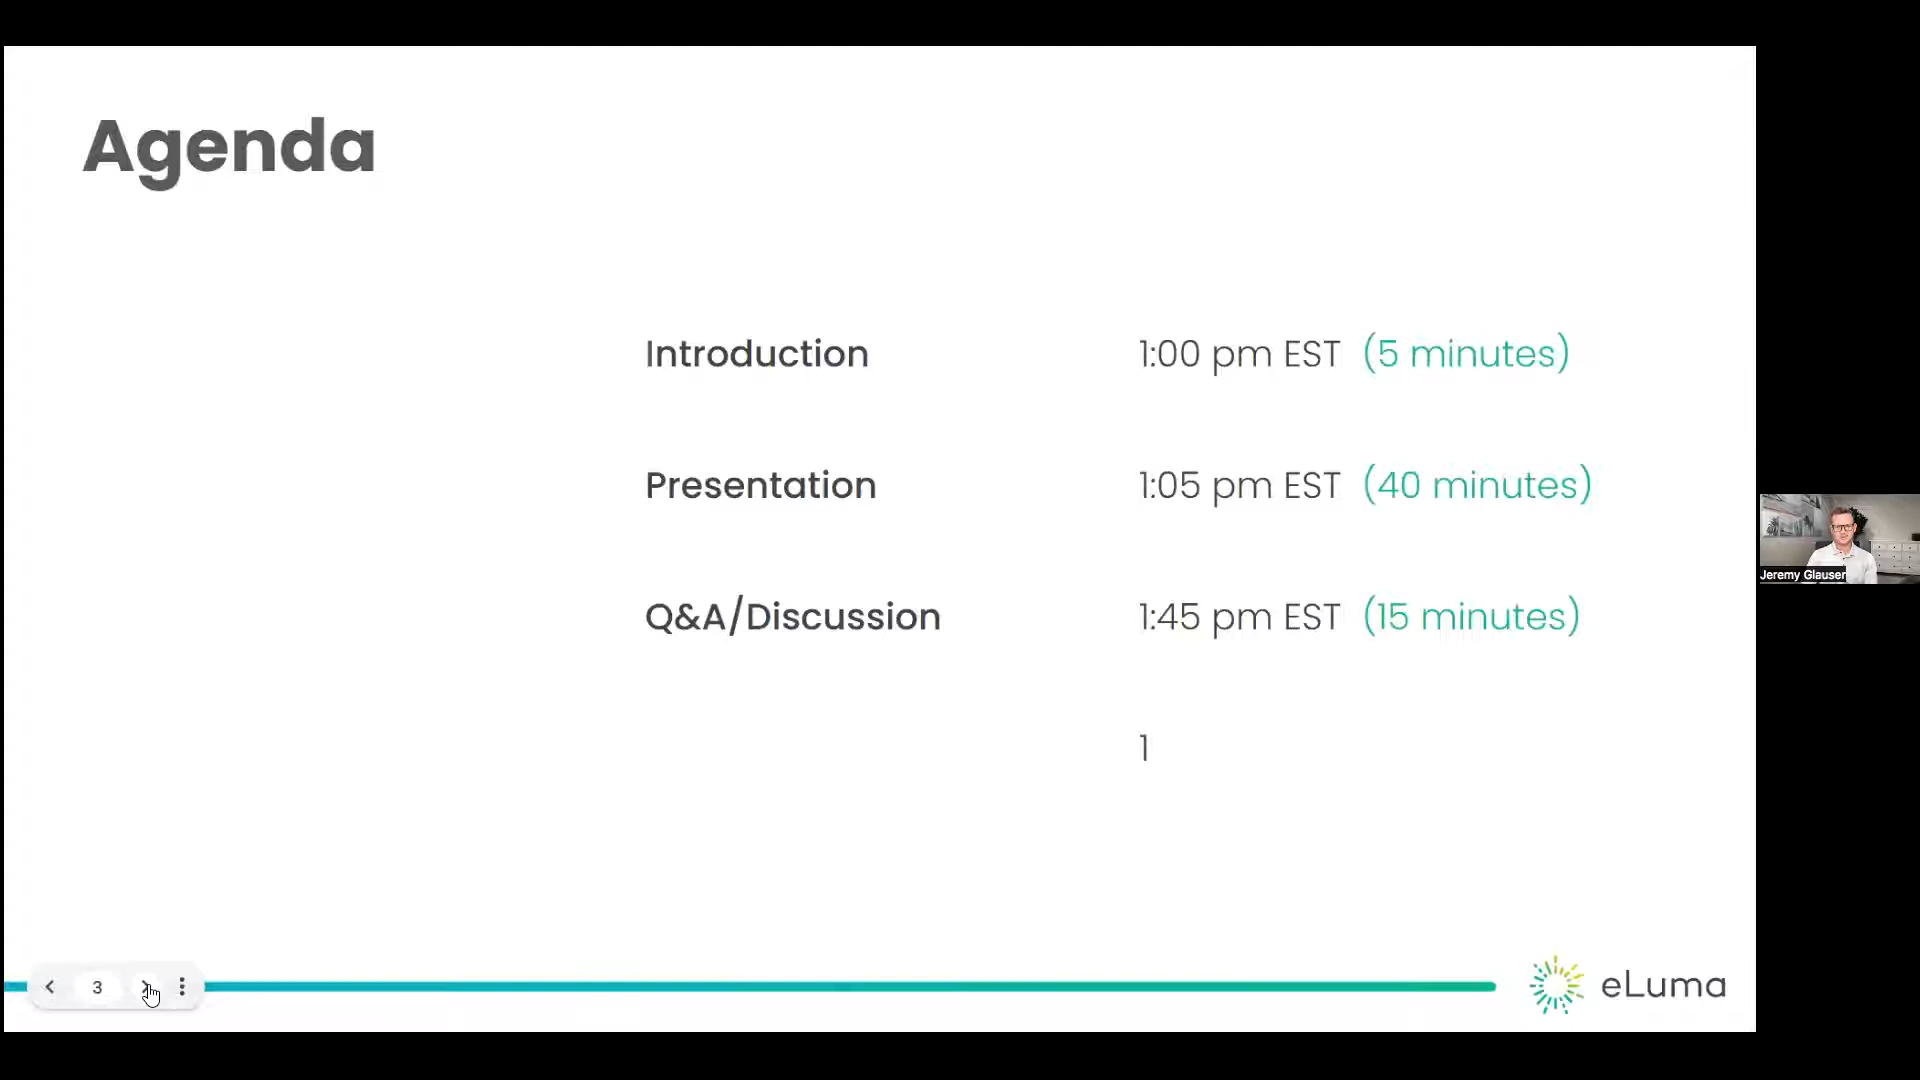 Agenda
Introduction 1:00 pm EST (5 minutes)
Presentation 1:05 pm EST (40 minutes)
Q&A/Discussion 1:45 pm EST (15 minutes)
1
Jeremy Glauser
3
eLuma